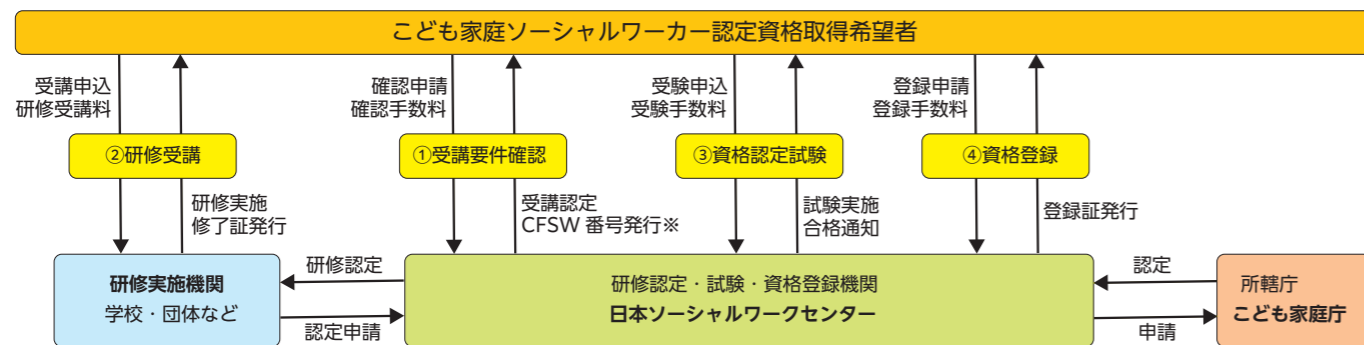 こども家庭ソーシャルワーカー認定資格取得希望者
受講申込
研修受講料
確認申請
確認手数料
受験申込
受験手数料
登録申請
登録手数料
②研修受講
①受講要件確認
③資格認定試験
④資格登録
研修実施
修了証発行
受講認定
CFSW 番号発行※
試験実施
合格通知
登録証発行
研修実施機関
学校・団体など
研修認定
認定申請
研修認定・試験・資格登録機関
日本ソーシャルワークセンター
認定
申請
所轄庁
こども家庭庁